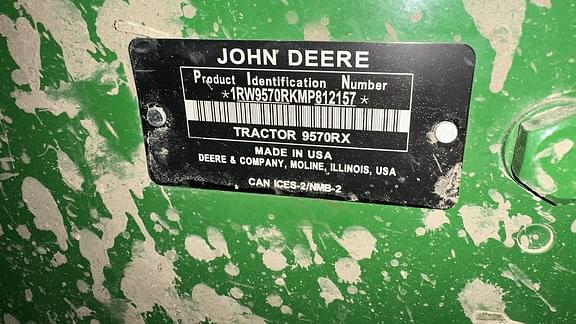 JOHN DEERE
Product Identification Number
*1RW9570RKMP812157*
TRACTOR 9570RX
MADE IN USA
DEERE & COMPANY, MOLINE, ILLINOIS, USA
CAN ICES-2/NMB-2